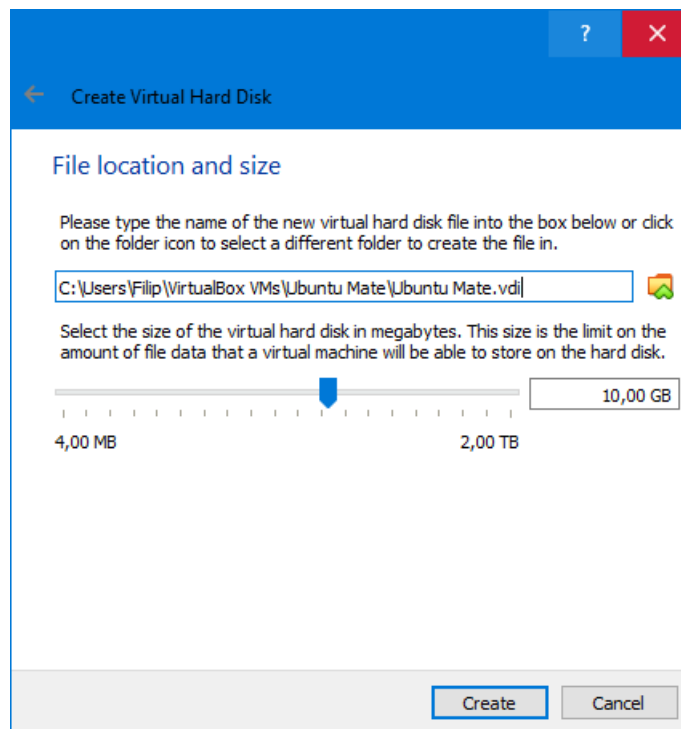 ?
Create Virtual Hard Disk
File location and size
Please type the name of the new virtual hard disk file into the box below or click
on the folder icon to select a different folder to create the file in.
C:\Users\Filip\VirtualBox VMs\Ubuntu Mate\Ubuntu Mate.vdi
Select the size of the virtual hard disk in megabytes. This size is the limit on the
amount of file data that a virtual machine will be able to store on the hard disk.
10,00 GB
4,00 MB 2,00 TB
Create Cancel